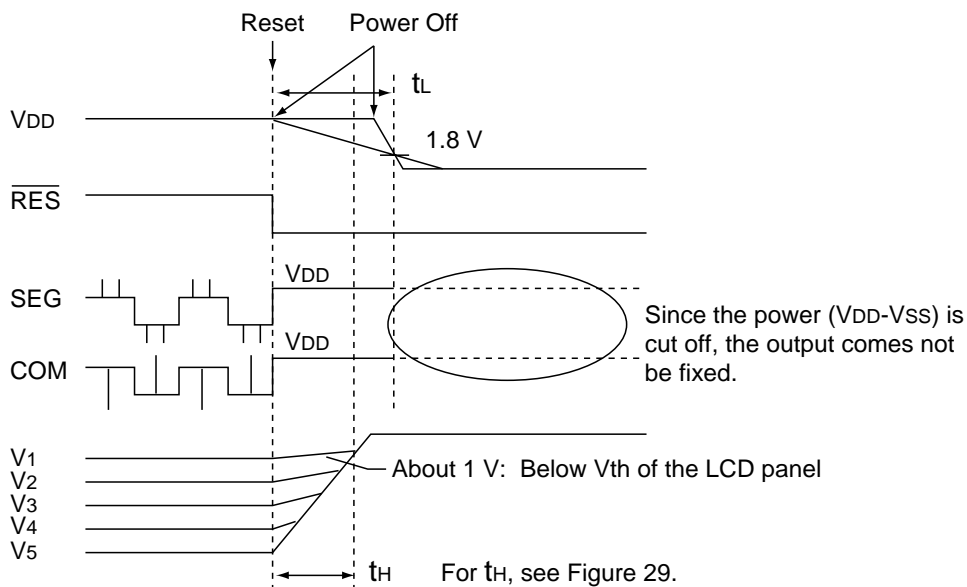 Reset
Power Off
tL
VDD
1.8 V
RES
VDD
SEG
Since the power (VDD-VSS) is
cut off, the output comes not
be fixed.
VDD
COM
V1
About 1 V: Below Vth of the LCD panel
V2
V3
V4
V5
tH
For tH, see Figure 29.